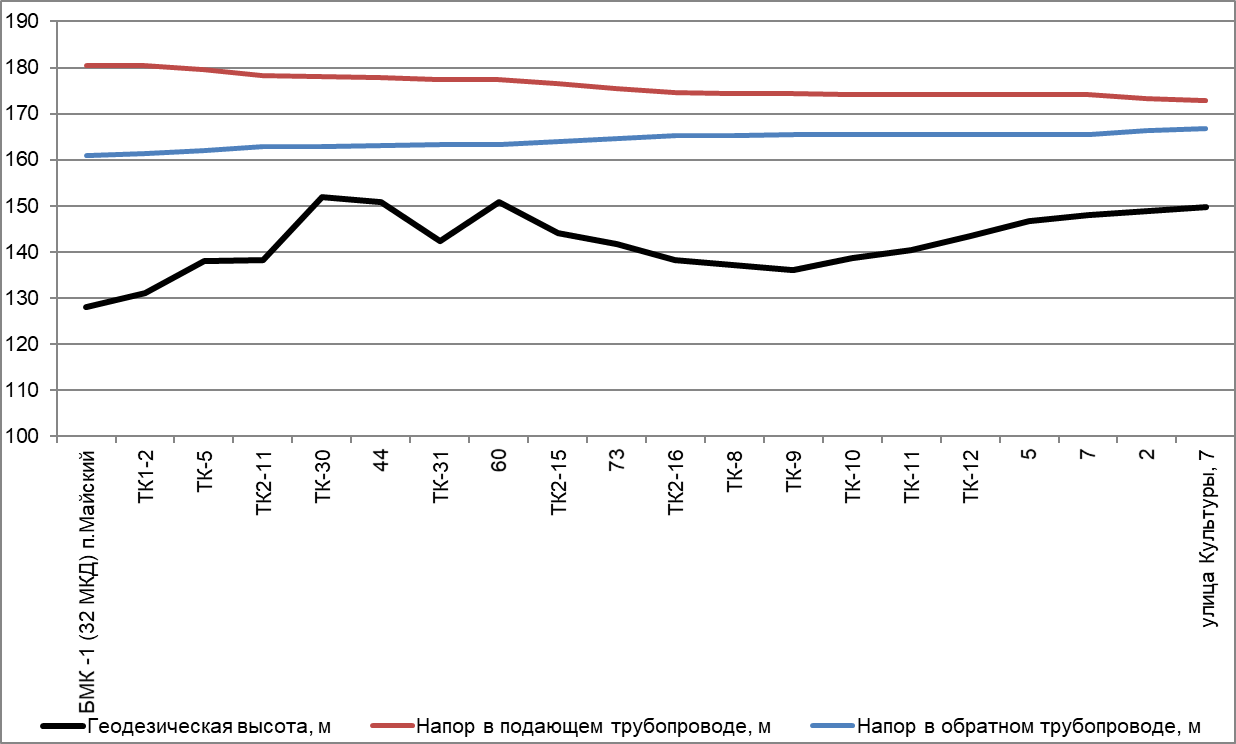 190
180
170
160
150
140
130
120
110
100
БМК -1 (32 МКД) п.Майский
ТК1-2
ТК-5
ТК2-11
ТК-30
44
ТК-31
60
ТК2-15
73
ТК2-16
ТК-8
ТК-9
ТК-10
ТК-11
ТК-12
5
7
2
улица Культуры, 7
Геодезическая высота, м
Напор в подающем трубопроводе, м
Напор в обратном трубопроводе, м